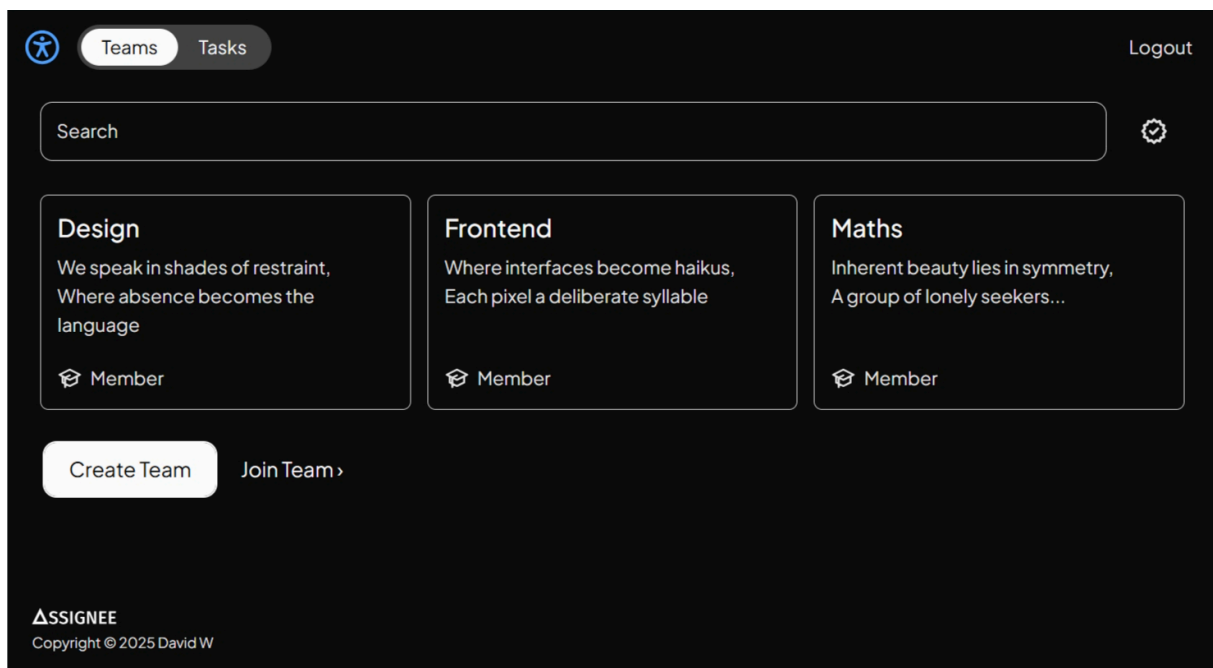 Teams Tasks Logout
Search
Design
We speak in shades of restraint,
Where absence becomes the
language
Member
Frontend
Where interfaces become haikus,
Each pixel a deliberate syllable
Member
Maths
Inherent beauty lies in symmetry,
A group of lonely seekers...
Member
Create Team Join Team ›
ASSIGNEE
Copyright © 2025 David W